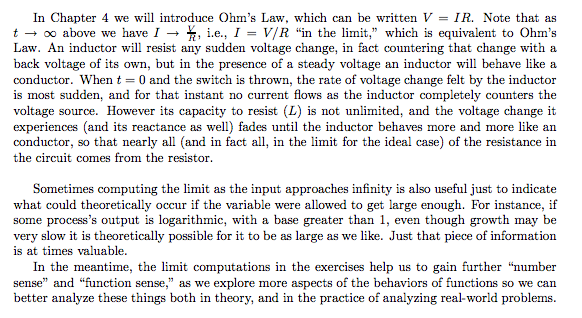 In Chapter 4 we will introduce Ohm's Law, which can be written V = IR. Note that as
t → ∞ above we have I → V/R, i.e., I = V/R "in the limit," which is equivalent to Ohm's
Law. An inductor will resist any sudden voltage change, in fact countering that change with a
back voltage of its own, but in the presence of a steady voltage an inductor will behave like a
conductor. When t = 0 and the switch is thrown, the rate of voltage change felt by the inductor
is most sudden, and for that instant no current flows as the inductor completely counters the
voltage source. However its capacity to resist (L) is not unlimited, and the voltage change it
experiences (and its reactance as well) fades until the inductor behaves more and more like an
conductor, so that nearly all (and in fact all, in the limit for the ideal case) of the resistance in
the circuit comes from the resistor.
Sometimes computing the limit as the input approaches infinity is also useful just to indicate
what could theoretically occur if the variable were allowed to get large enough. For instance, if
some process's output is logarithmic, with a base greater than 1, even though growth may be
very slow it is theoretically possible for it to be as large as we like. Just that piece of information
is at times valuable.
In the meantime, the limit computations in the exercises help us to gain further "number
sense" and "function sense," as we explore more aspects of the behaviors of functions so we can
better analyze these things both in theory, and in the practice of analyzing real-world problems.